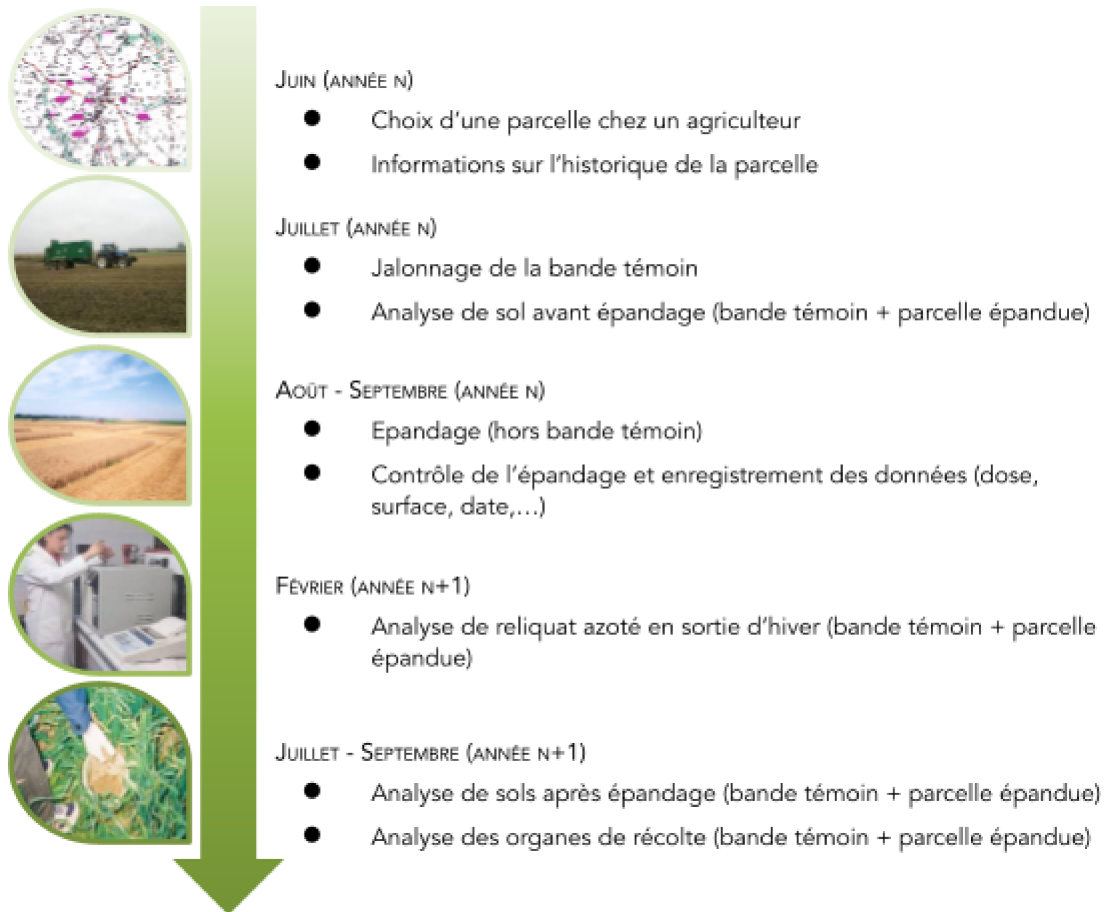 Juin (année n)
● Choix d'une parcelle chez un agriculteur
● Informations sur l'historique de la parcelle
Juillet (année n)
● Jalonnage de la bande témoin
● Analyse de sol avant épandage (bande témoin + parcelle épandue)
Août - Septembre (année n)
● Epandage (hors bande témoin)
● Contrôle de l'épandage et enregistrement des données (dose,
surface, date,...)
Février (année n+1)
● Analyse de reliquat azoté en sortie d'hiver (bande témoin + parcelle
épandue)
Juillet - Septembre (année n+1)
● Analyse de sols après épandage (bande témoin + parcelle épandue)
● Analyse des organes de récolte (bande témoin + parcelle épandue)